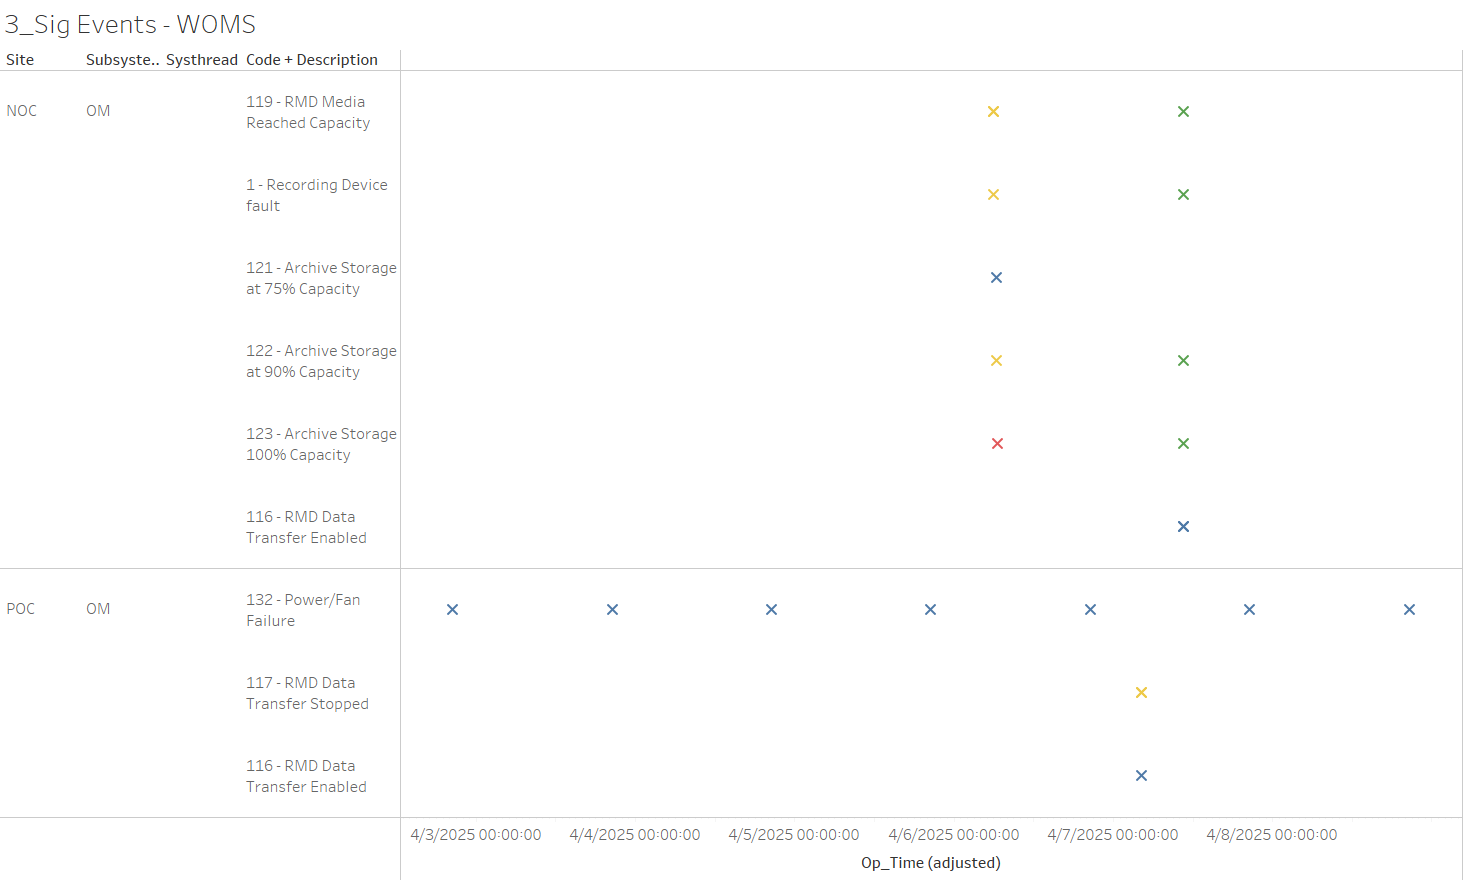 3_Sig Events - WOMS
Site Subsyste.. Systhread Code + Description
NOC OM 119 - RMD Media
Reached Capacity
1 - Recording Device
fault
121 - Archive Storage
at 75% Capacity
122 - Archive Storage
at 90% Capacity
123 - Archive Storage
100% Capacity
116 - RMD Data
Transfer Enabled
POC OM 132 - Power/Fan
Failure
117 - RMD Data
Transfer Stopped
116 - RMD Data
Transfer Enabled
4/3/2025 00:00:00 4/4/2025 00:00:00 4/5/2025 00:00:00 4/6/2025 00:00:00 4/7/2025 00:00:00 4/8/2025 00:00:00
Op_Time (adjusted)